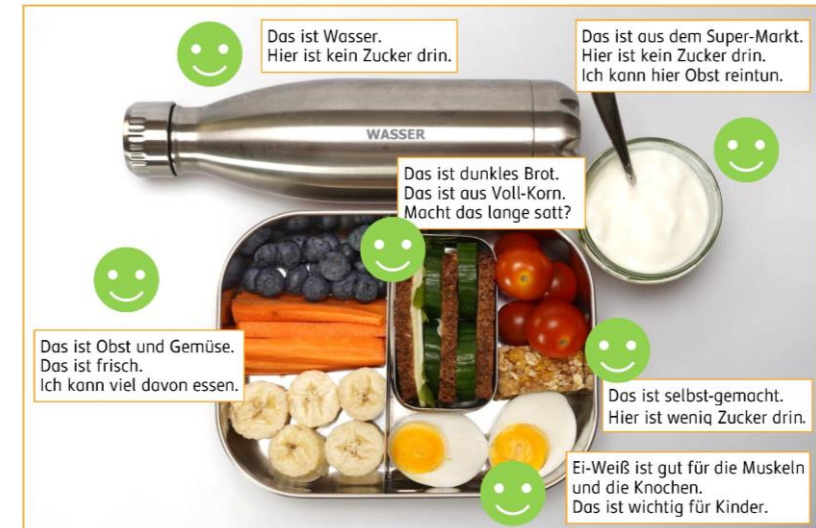 Das ist Wasser.
Hier ist kein Zucker drin.
Das ist aus dem Super-Markt.
Hier ist kein Zucker drin.
Ich kann hier Obst reintun.
WASSER
Das ist dunkles Brot.
Das ist aus Voll-Korn.
Macht das lange satt?
Das ist Obst und Gemüse.
Das ist frisch.
Ich kann viel davon essen.
Das ist selbst-gemacht.
Hier ist wenig Zucker drin.
Ei-Weiß ist gut für die Muskeln
und die Knochen.
Das ist wichtig für Kinder.